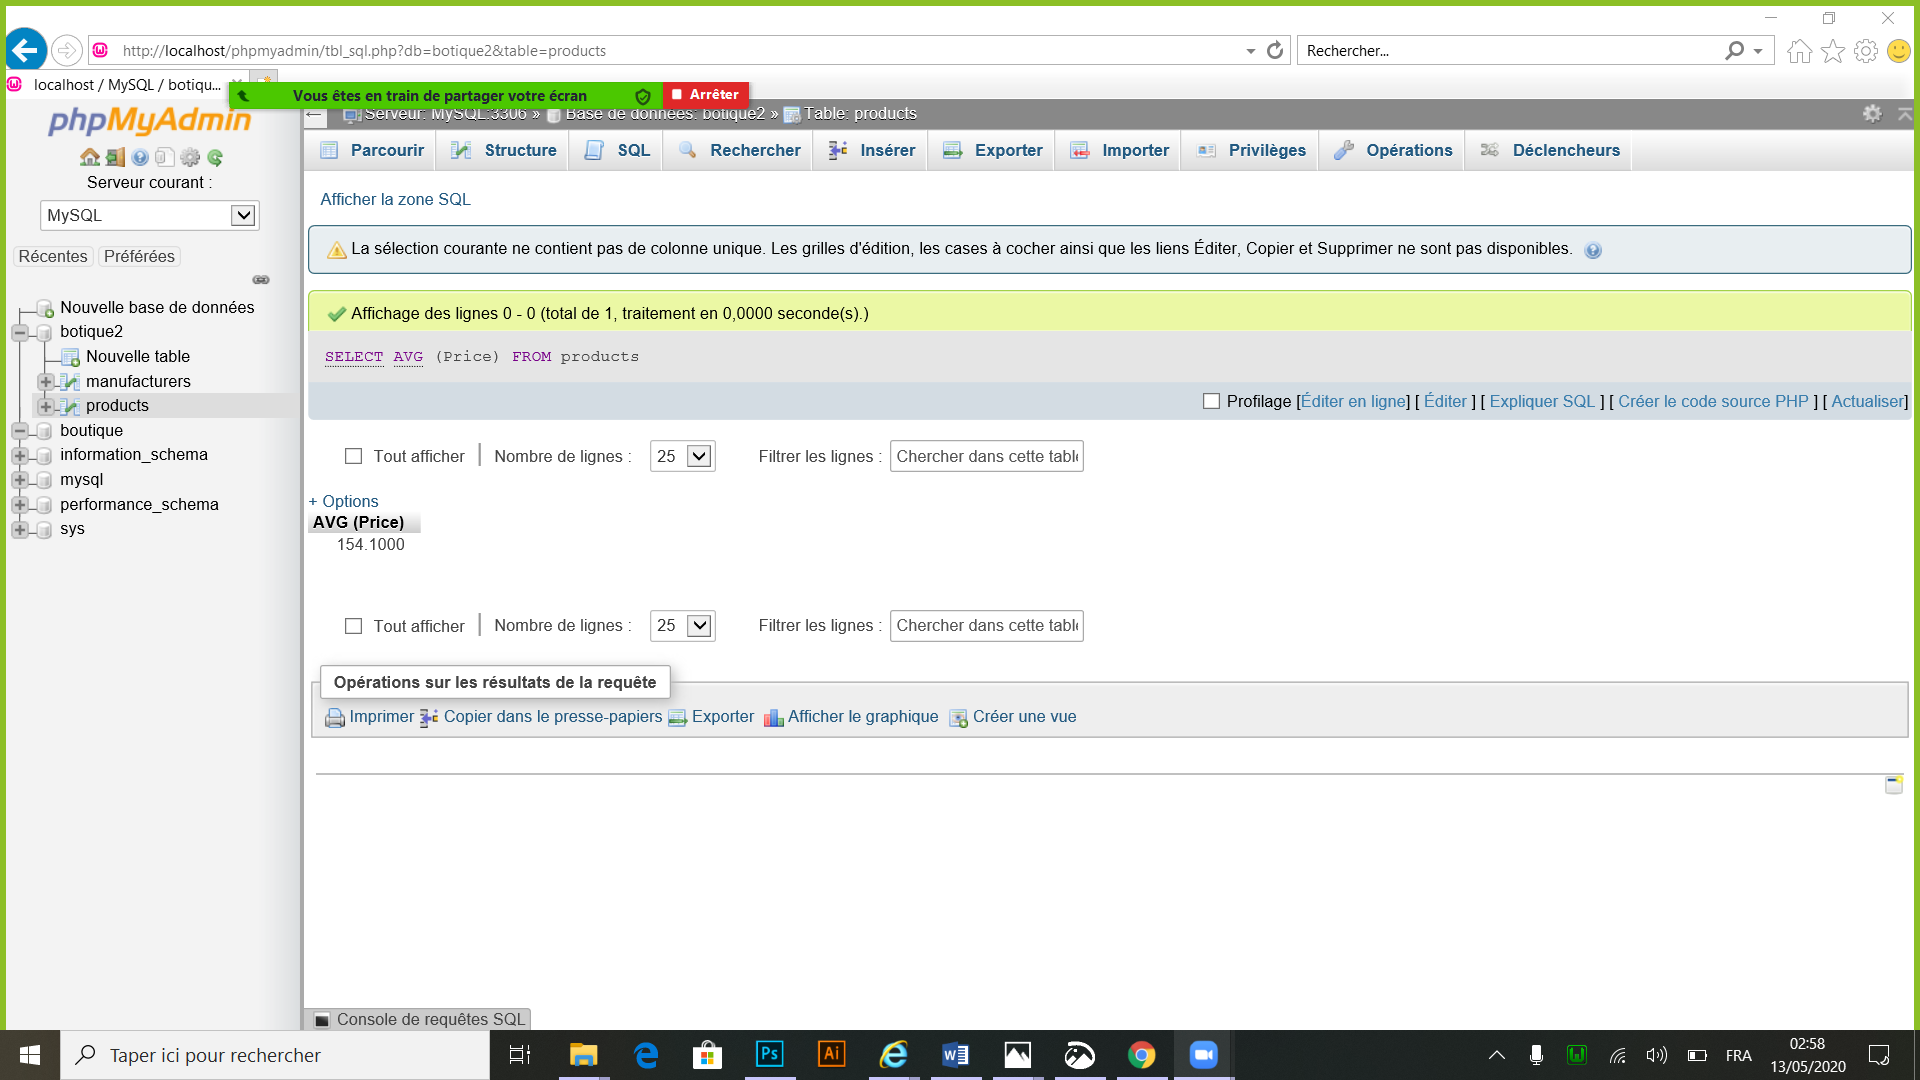 http://localhost/phpmyadmin/tbl_sql.php?db=botique2&table=products
Rechercher...
localhost / MySQL / botiqu...
Vous êtes en train de partager votre écran
Arrêter
phpMyAdmin
Serveur: MySQL:3306 » Base de données: botique2 » Table: products
Parcourir Structure SQL Rechercher Insérer Exporter Importer Privilèges Opérations Déclencheurs
Serveur courant :
MySQL
Récentes Préférées
Nouvelle base de données
botique2
Nouvelle table
manufacturers
products
boutique
information_schema
mysql
performance_schema
sys
Afficher la zone SQL
La sélection courante ne contient pas de colonne unique. Les grilles d'édition, les cases à cocher ainsi que les liens Éditer, Copier et Supprimer ne sont pas disponibles.
Affichage des lignes 0 - 0 (total de 1, traitement en 0,0000 seconde(s).)
SELECT AVG (Price) FROM products
Profilage [Éditer en ligne] [ Éditer ] [ Expliquer SQL ] [ Créer le code source PHP ] [ Actualiser]
Tout afficher Nombre de lignes : 25 Filtrer les lignes : Chercher dans cette table
+ Options
AVG (Price)
154.1000
Tout afficher Nombre de lignes : 25 Filtrer les lignes : Chercher dans cette table
Opérations sur les résultats de la requête
Imprimer Copier dans le presse-papiers Exporter Afficher le graphique Créer une vue
Console de requêtes SQL
Taper ici pour rechercher
Ps
Ai
FRA
02:58
13/05/2020